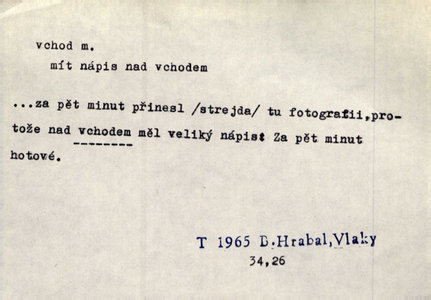 vchod m.
mít nápis nad vchodem
...za pět minut přinesl /strejda/ tu fotografii,pro-
tože nad vchodem měl veliký nápis: Za pět minut
hotové.
T 1965 B.Hrabal,Vlaky
34,26